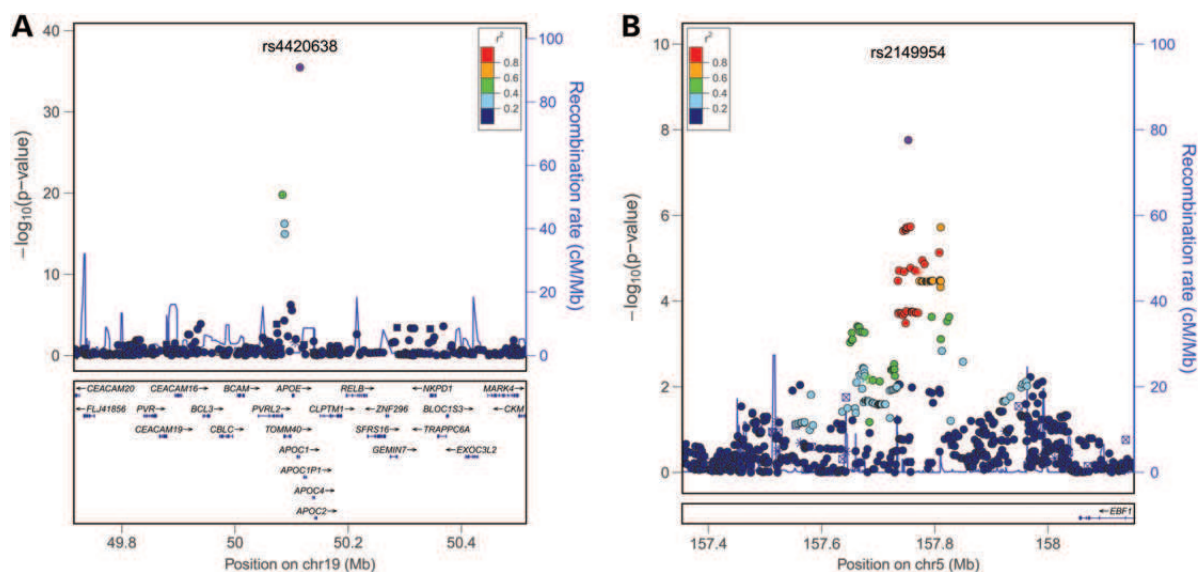 A
rs4420638
r²
0.8
0.6
0.4
0.2
40
30
20
10
0
−log₁₀(p−value)
100
80
60
40
20
0
Recombination rate (cM/Mb)
←CEACAM20 CEACAM16→ BCAM→ APOE→ RELB→ ←NKPD1 MARK4→
←FLJ41856 PVR→ BCL3→ PVRL2→ CLPTM1→ ←ZNF296 BLOC1S3→ ←CKM
CEACAM19→ CBLC→ TOMM40→ SFRS16→ ←TRAPPC6A
APOC1→ GEMIN7→ ←EXOC3L2
APOC1P1→
APOC4→
APOC2→
49.8 50 50.2 50.4
Position on chr19 (Mb)
B
rs2149954
r²
0.8
0.6
0.4
0.2
10
8
6
4
2
0
−log₁₀(p−value)
100
80
60
40
20
0
Recombination rate (cM/Mb)
←EBF1
157.4 157.6 157.8 158
Position on chr5 (Mb)